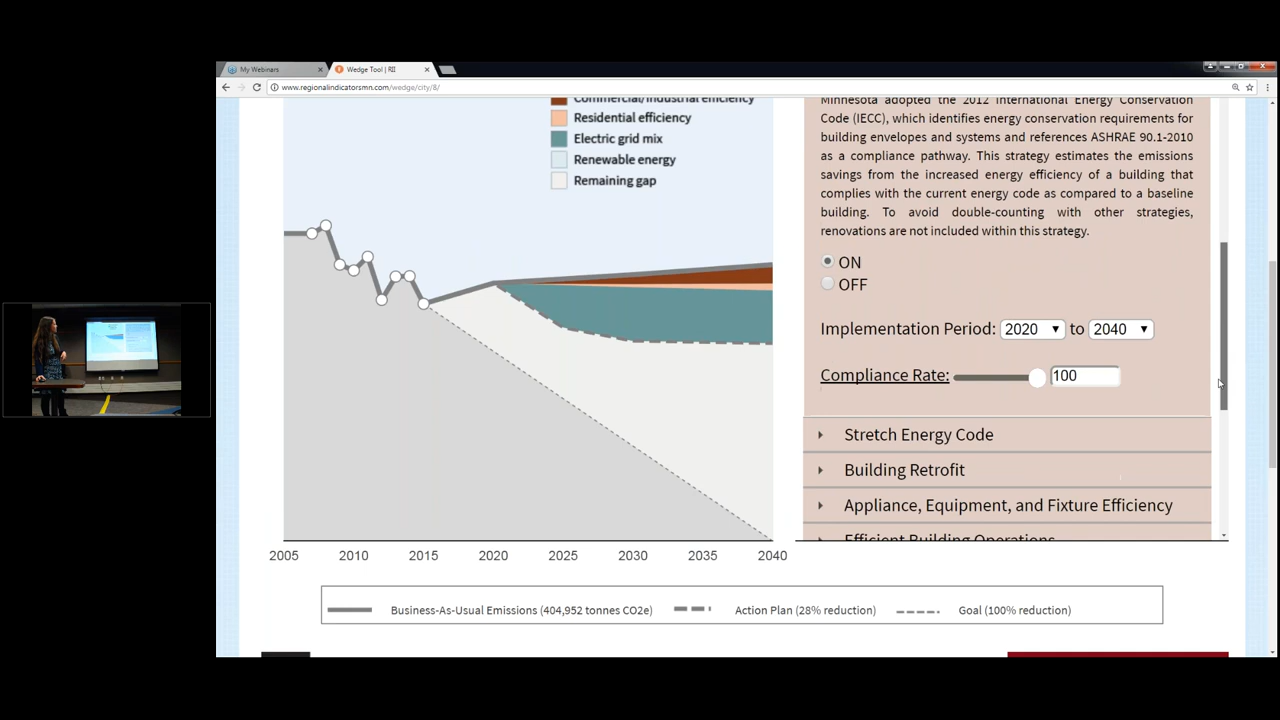 My Webinars
Wedge Tool | RII
www.regionalindicatorsmn.com/wedge/city/8/
Commercial/Industrial efficiency
Residential efficiency
Electric grid mix
Renewable energy
Remaining gap
2005 2010 2015 2020 2025 2030 2035 2040
Minnesota adopted the 2012 International Energy Conservation
Code (IECC), which identifies energy conservation requirements for
building envelopes and systems and references ASHRAE 90.1-2010
as a compliance pathway. This strategy estimates the emissions
savings from the increased energy efficiency of a building that
complies with the current energy code as compared to a baseline
building. To avoid double-counting with other strategies,
renovations are not included within this strategy.
ON
OFF
Implementation Period: 2020 to 2040
Compliance Rate: 100
Stretch Energy Code
Building Retrofit
Appliance, Equipment, and Fixture Efficiency
Efficient Building Operations
Business-As-Usual Emissions (404,952 tonnes CO2e) Action Plan (28% reduction) Goal (100% reduction)